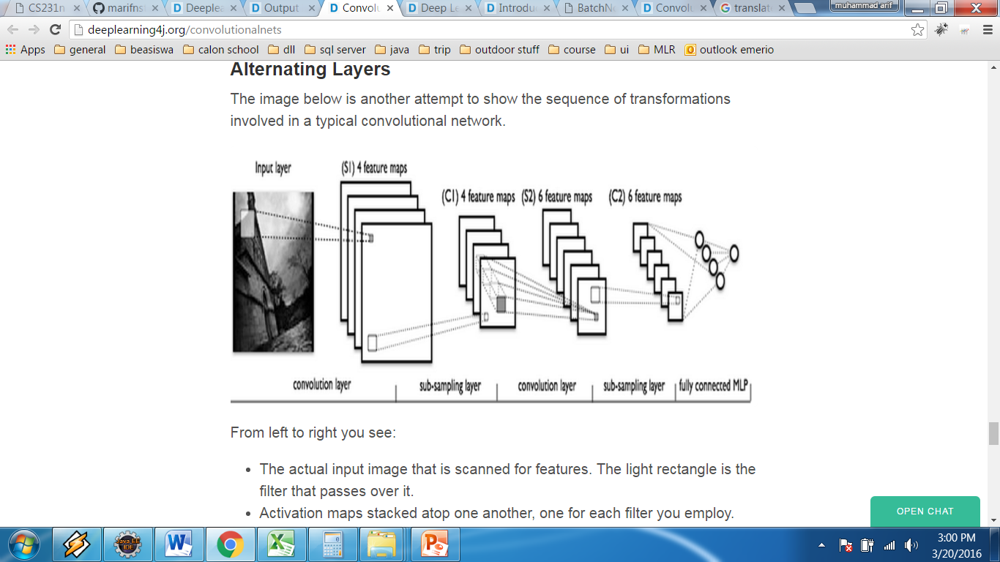 CS231n
marifns
Deeplea
Output
Convolu
Deep Le
Introdu
BatchNo
Convolu
translat
muhammad arif
deeplearning4j.org/convolutionalnets
Apps general beasiswa calon school dll sql server java trip outdoor stuff course ui MLR outlook emerio
Alternating Layers
The image below is another attempt to show the sequence of transformations
involved in a typical convolutional network.
Input layer (S1) 4 feature maps
(C1) 4 feature maps (S2) 6 feature maps (C2) 6 feature maps
convolution layer sub-sampling layer convolution layer sub-sampling layer fully connected MLP
From left to right you see:
• The actual input image that is scanned for features. The light rectangle is the
filter that passes over it.
• Activation maps stacked atop one another, one for each filter you employ.
OPEN CHAT
Java EE
IDE
3:00 PM
3/20/2016